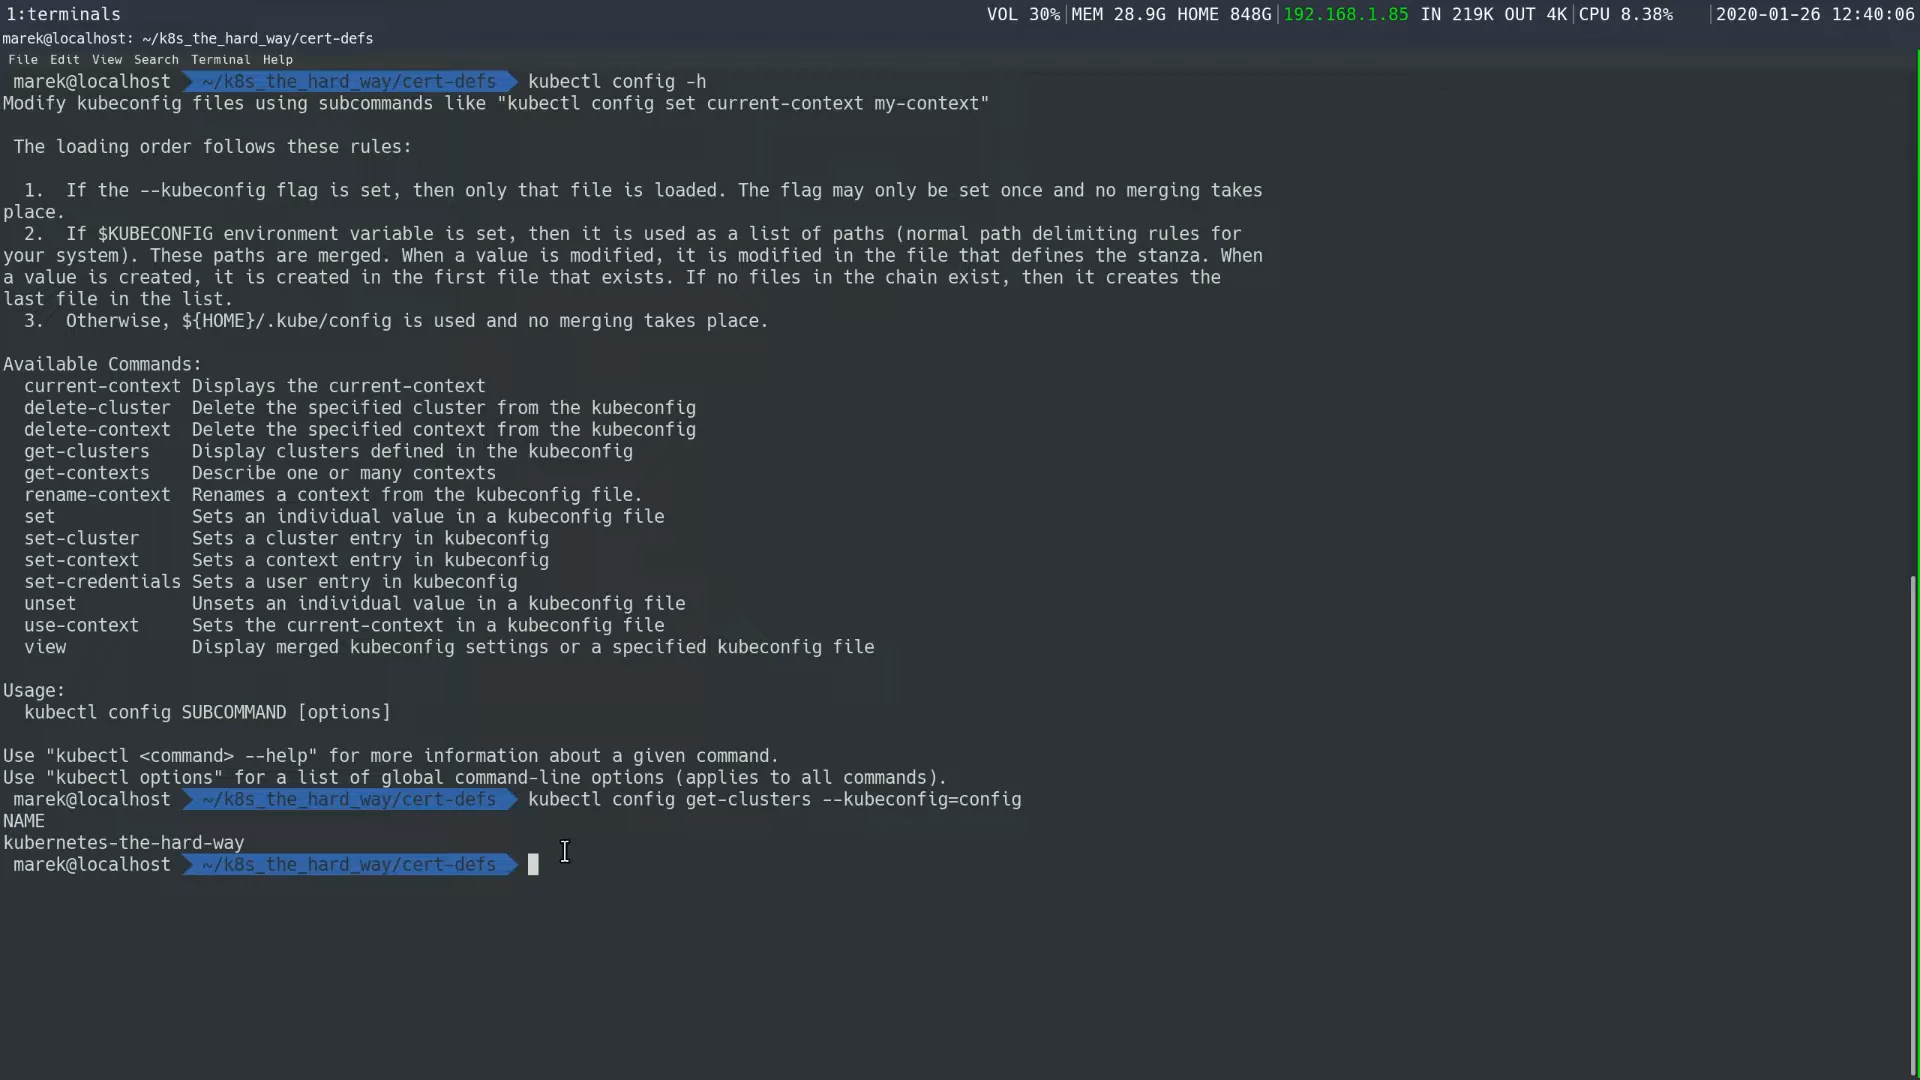 1:terminals VOL 30%|MEM 28.9G HOME 848G|192.168.1.85 IN 219K OUT 4K|CPU 8.38% |2020-01-26 12:40:06
marek@localhost: ~/k8s_the_hard_way/cert-defs
File Edit View Search Terminal Help
marek@localhost ~/k8s_the_hard_way/cert-defs kubectl config -h
Modify kubeconfig files using subcommands like "kubectl config set current-context my-context"
The loading order follows these rules:
1. If the --kubeconfig flag is set, then only that file is loaded. The flag may only be set once and no merging takes
place.
2. If $KUBECONFIG environment variable is set, then it is used as a list of paths (normal path delimiting rules for
your system). These paths are merged. When a value is modified, it is modified in the file that defines the stanza. When
a value is created, it is created in the first file that exists. If no files in the chain exist, then it creates the
last file in the list.
3. Otherwise, ${HOME}/.kube/config is used and no merging takes place.
Available Commands:
current-context Displays the current-context
delete-cluster Delete the specified cluster from the kubeconfig
delete-context Delete the specified context from the kubeconfig
get-clusters Display clusters defined in the kubeconfig
get-contexts Describe one or many contexts
rename-context Renames a context from the kubeconfig file.
set Sets an individual value in a kubeconfig file
set-cluster Sets a cluster entry in kubeconfig
set-context Sets a context entry in kubeconfig
set-credentials Sets a user entry in kubeconfig
unset Unsets an individual value in a kubeconfig file
use-context Sets the current-context in a kubeconfig file
view Display merged kubeconfig settings or a specified kubeconfig file
Usage:
kubectl config SUBCOMMAND [options]
Use "kubectl <command> --help" for more information about a given command.
Use "kubectl options" for a list of global command-line options (applies to all commands).
marek@localhost ~/k8s_the_hard_way/cert-defs kubectl config get-clusters --kubeconfig=config
NAME
kubernetes-the-hard-way
marek@localhost ~/k8s_the_hard_way/cert-defs